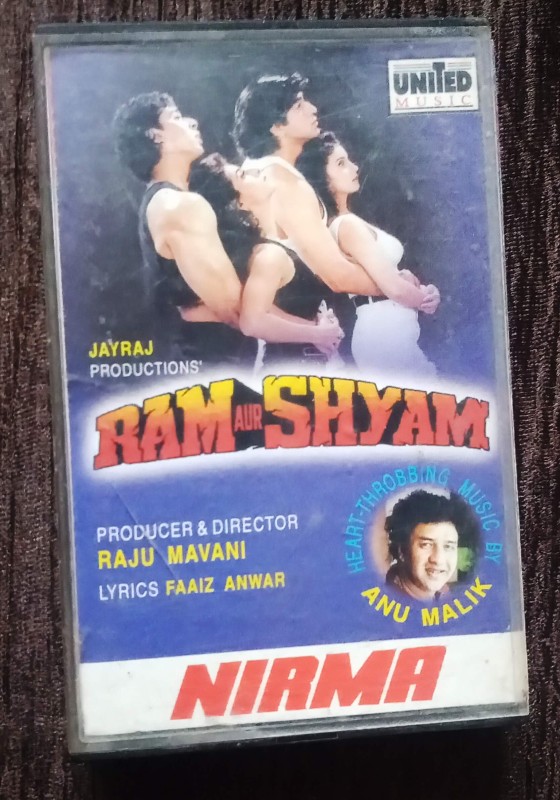 UNITED
MUSIC
JAYRAJ
PRODUCTIONS'
RAM AUR SHYAM
PRODUCER & DIRECTOR
RAJU MAVANI
LYRICS FAAIZ ANWAR
HEART-THROBBING MUSIC BY
ANU MALIK
NIRMA